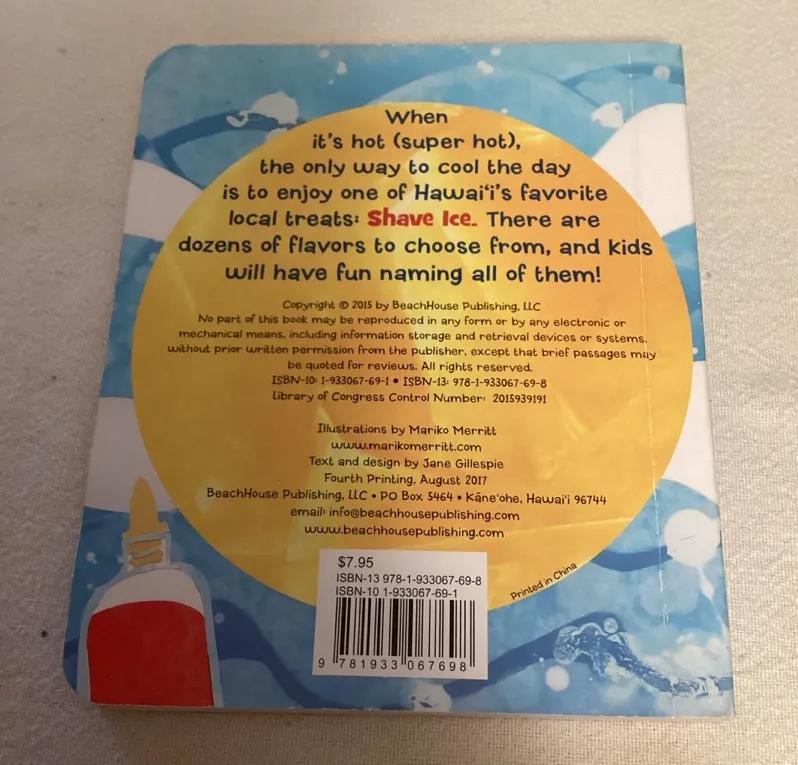 When
it's hot (super hot),
the only way to cool the day
is to enjoy one of Hawai‘i's favorite
local treats: Shave Ice. There are
dozens of flavors to choose from, and kids
will have fun naming all of them!
Copyright © 2015 by BeachHouse Publishing, LLC
No part of this book may be reproduced in any form or by any electronic or
mechanical means, including information storage and retrieval devices or systems,
without prior written permission from the publisher, except that brief passages may
be quoted for reviews. All rights reserved.
ISBN-10: 1-933067-69-1 • ISBN-13: 978-1-933067-69-8
Library of Congress Control Number: 2015939191
Illustrations by Mariko Merritt
www.marikomerritt.com
Text and design by Jane Gillespie
Fourth Printing, August 2017
BeachHouse Publishing, LLC • PO Box 5464 • Kāne‘ohe, Hawai‘i 96744
email: info@beachhousepublishing.com
www.beachhousepublishing.com
$7.95
ISBN-13 978-1-933067-69-8
ISBN-10 1-933067-69-1
9 781933 067698
Printed in China